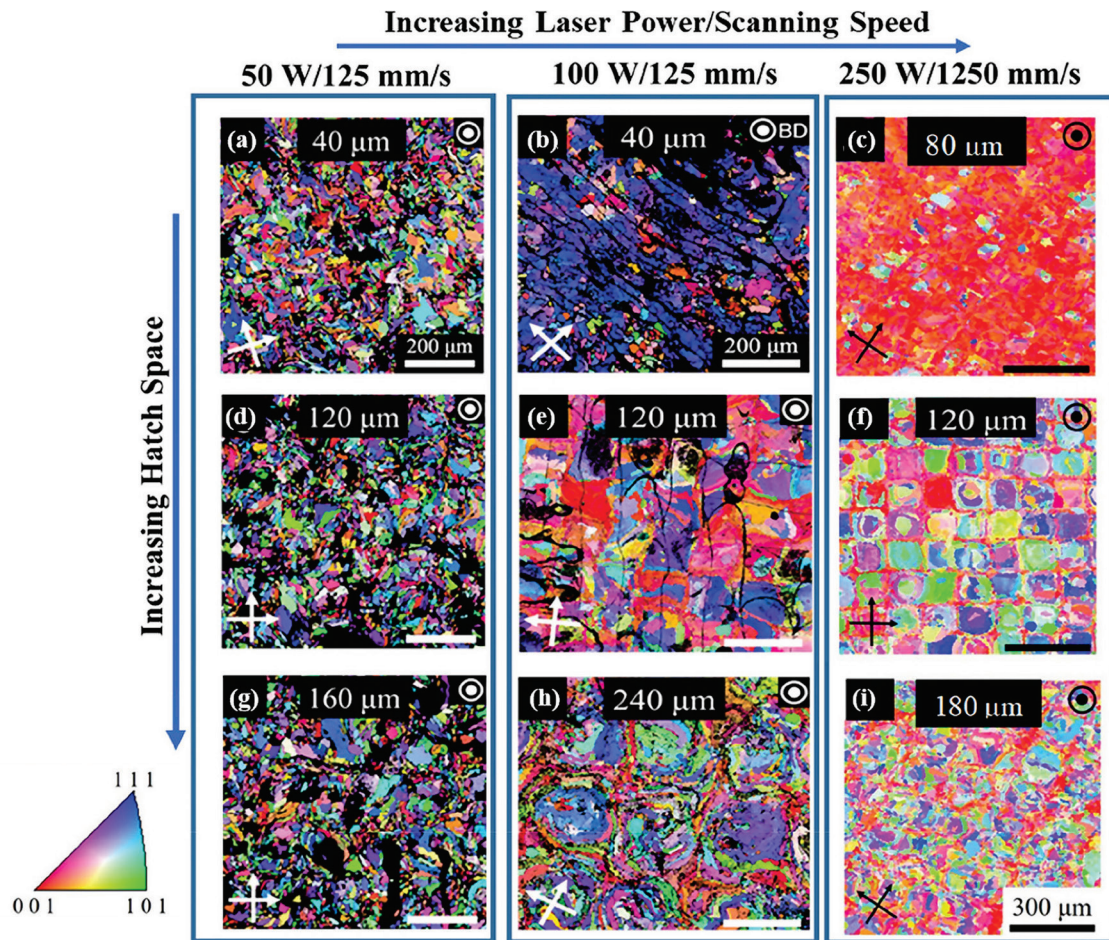 Increasing Laser Power/Scanning Speed
50 W/125 mm/s
100 W/125 mm/s
250 W/1250 mm/s
Increasing Hatch Space
(a) 40 μm
200 μm
(b) 40 μm BD
200 μm
(c) 80 μm
(d) 120 μm
(e) 120 μm
(f) 120 μm
(g) 160 μm
(h) 240 μm
(i) 180 μm
300 μm
1 1 1
0 0 1
1 0 1